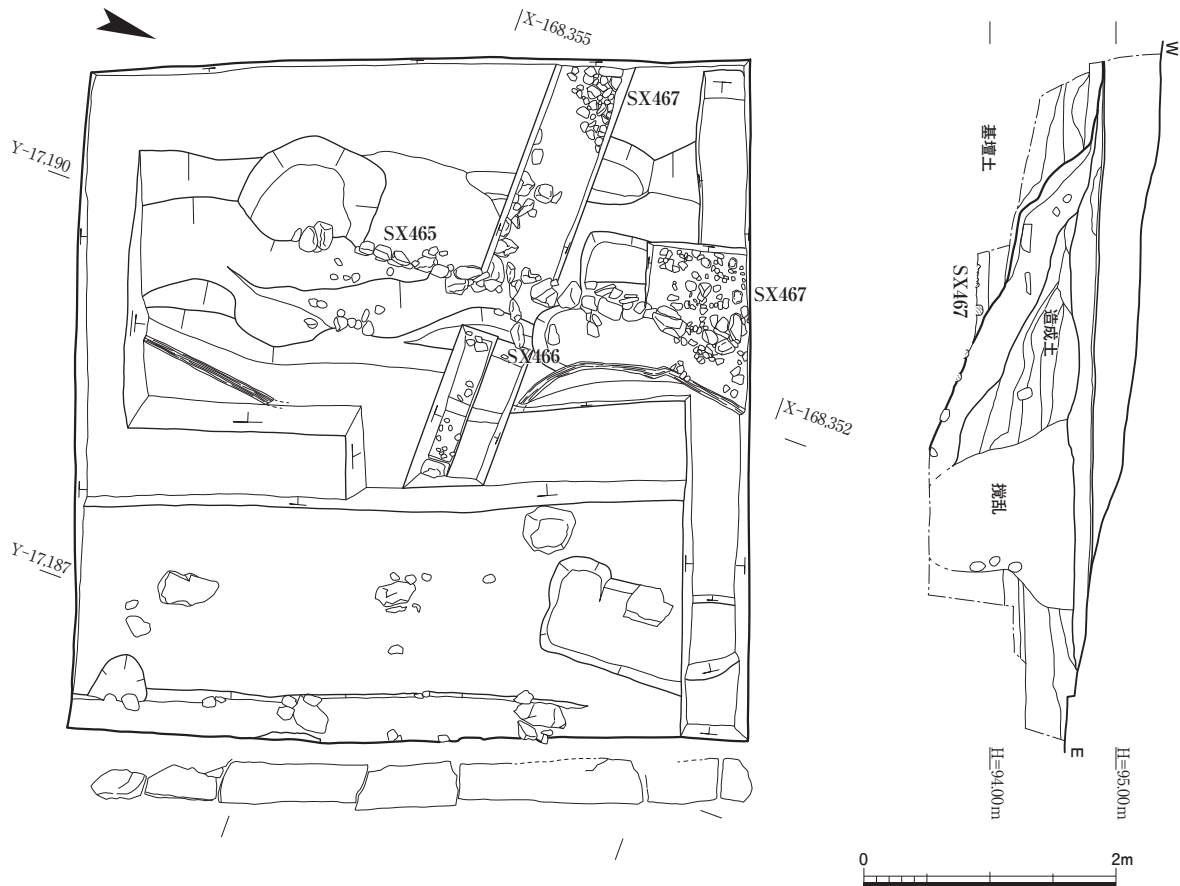 X-168,355
W
SX467
基壇土
Y-17,190
SX465
SX467
SX467
造成土
SX466
X-168,352
攪乱
Y-17,187
E
H=94.00m
H=95.00m
0
2m